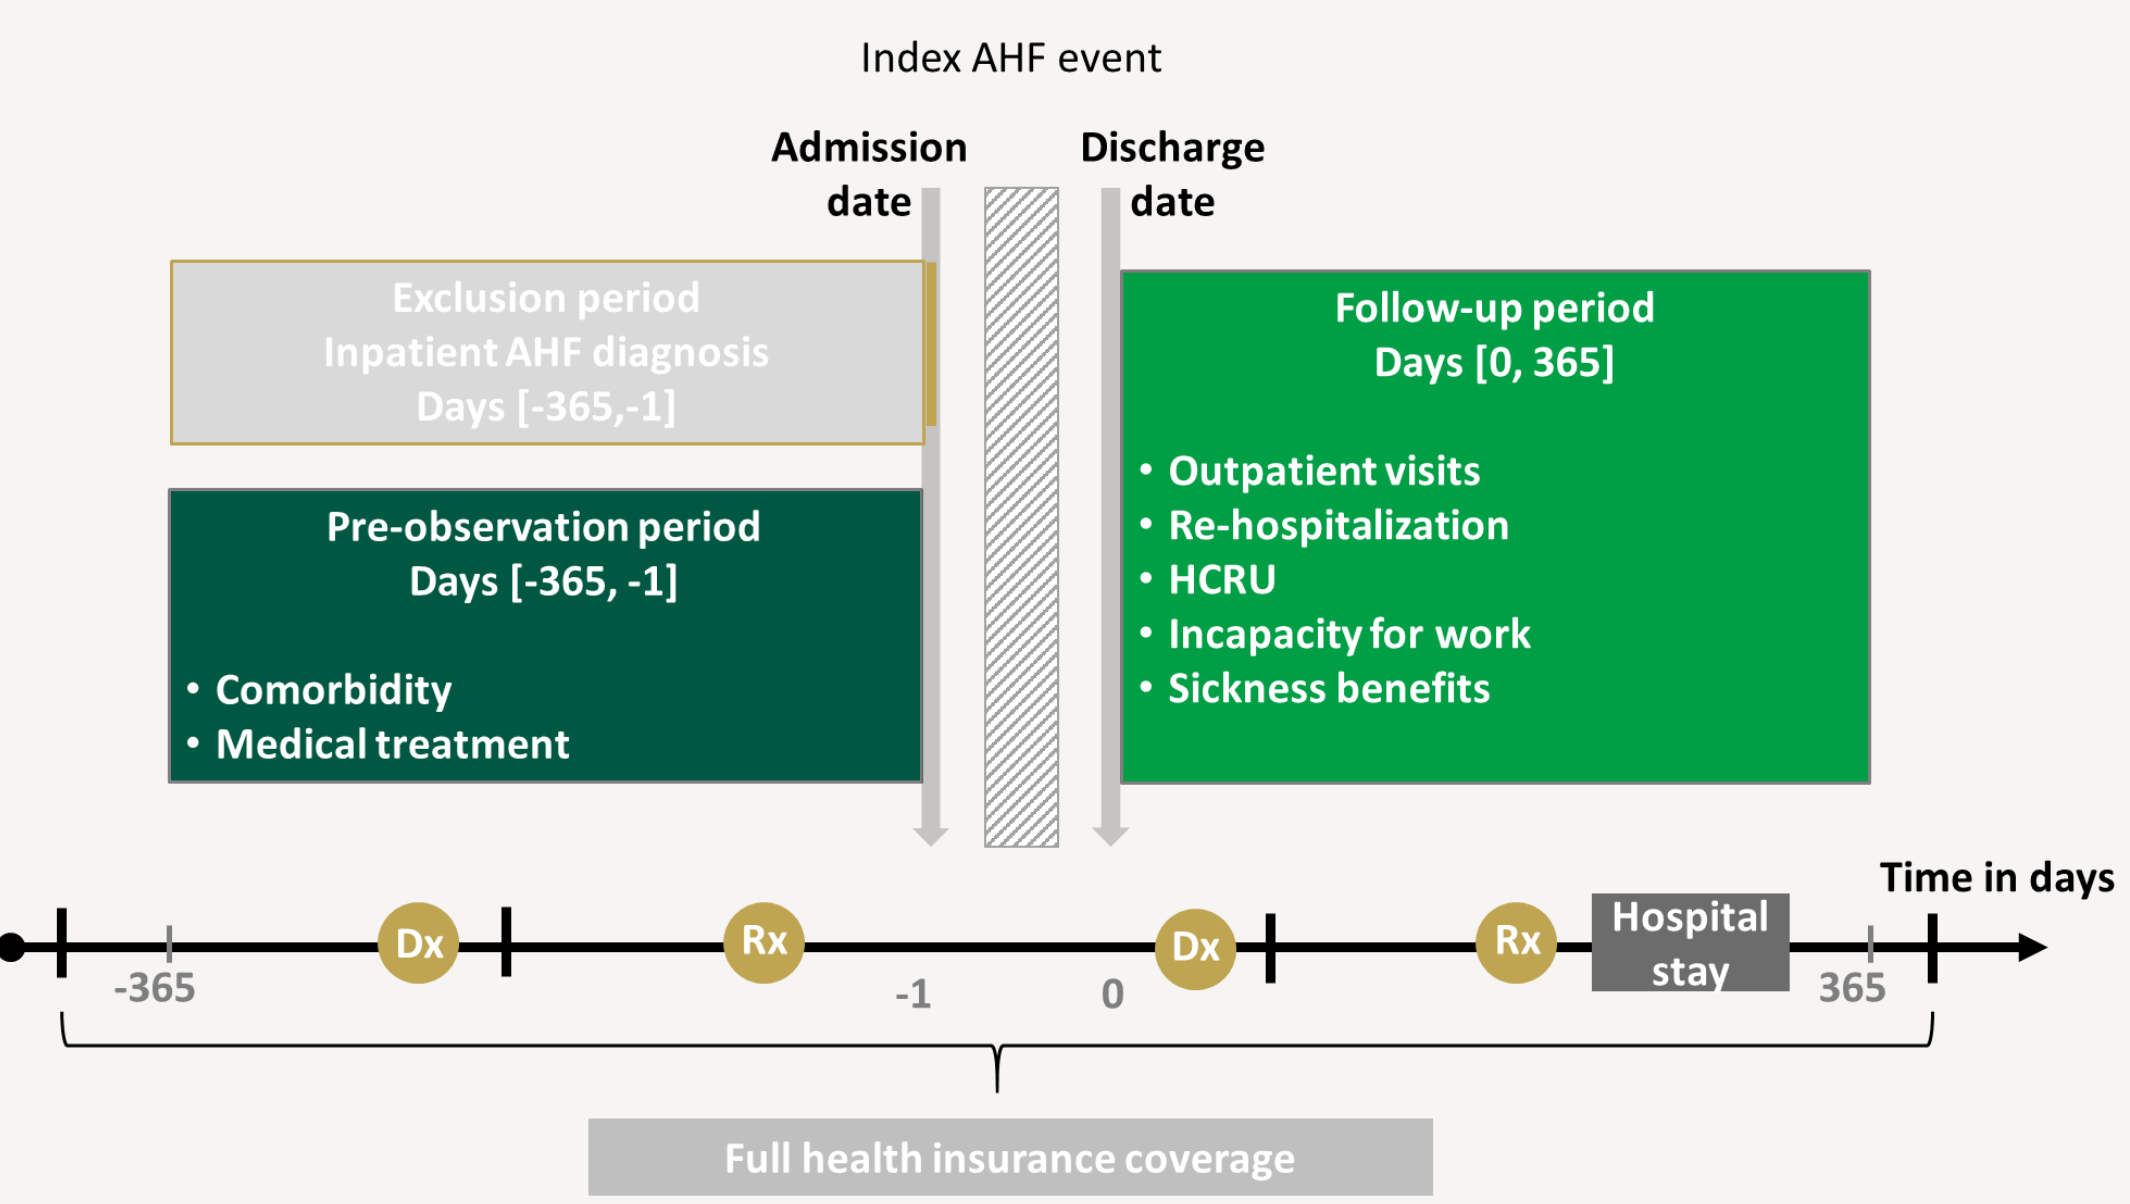 Index AHF event
Admission
date
Discharge
date
Exclusion period
Inpatient AHF diagnosis
Days [-365,-1]
Pre-observation period
Days [-365, -1]
• Comorbidity
• Medical treatment
Follow-up period
Days [0, 365]
• Outpatient visits
• Re-hospitalization
• HCRU
• Incapacity for work
• Sickness benefits
Time in days
Dx
Rx
Dx
Rx
Hospital
stay
-365
-1
0
365
Full health insurance coverage